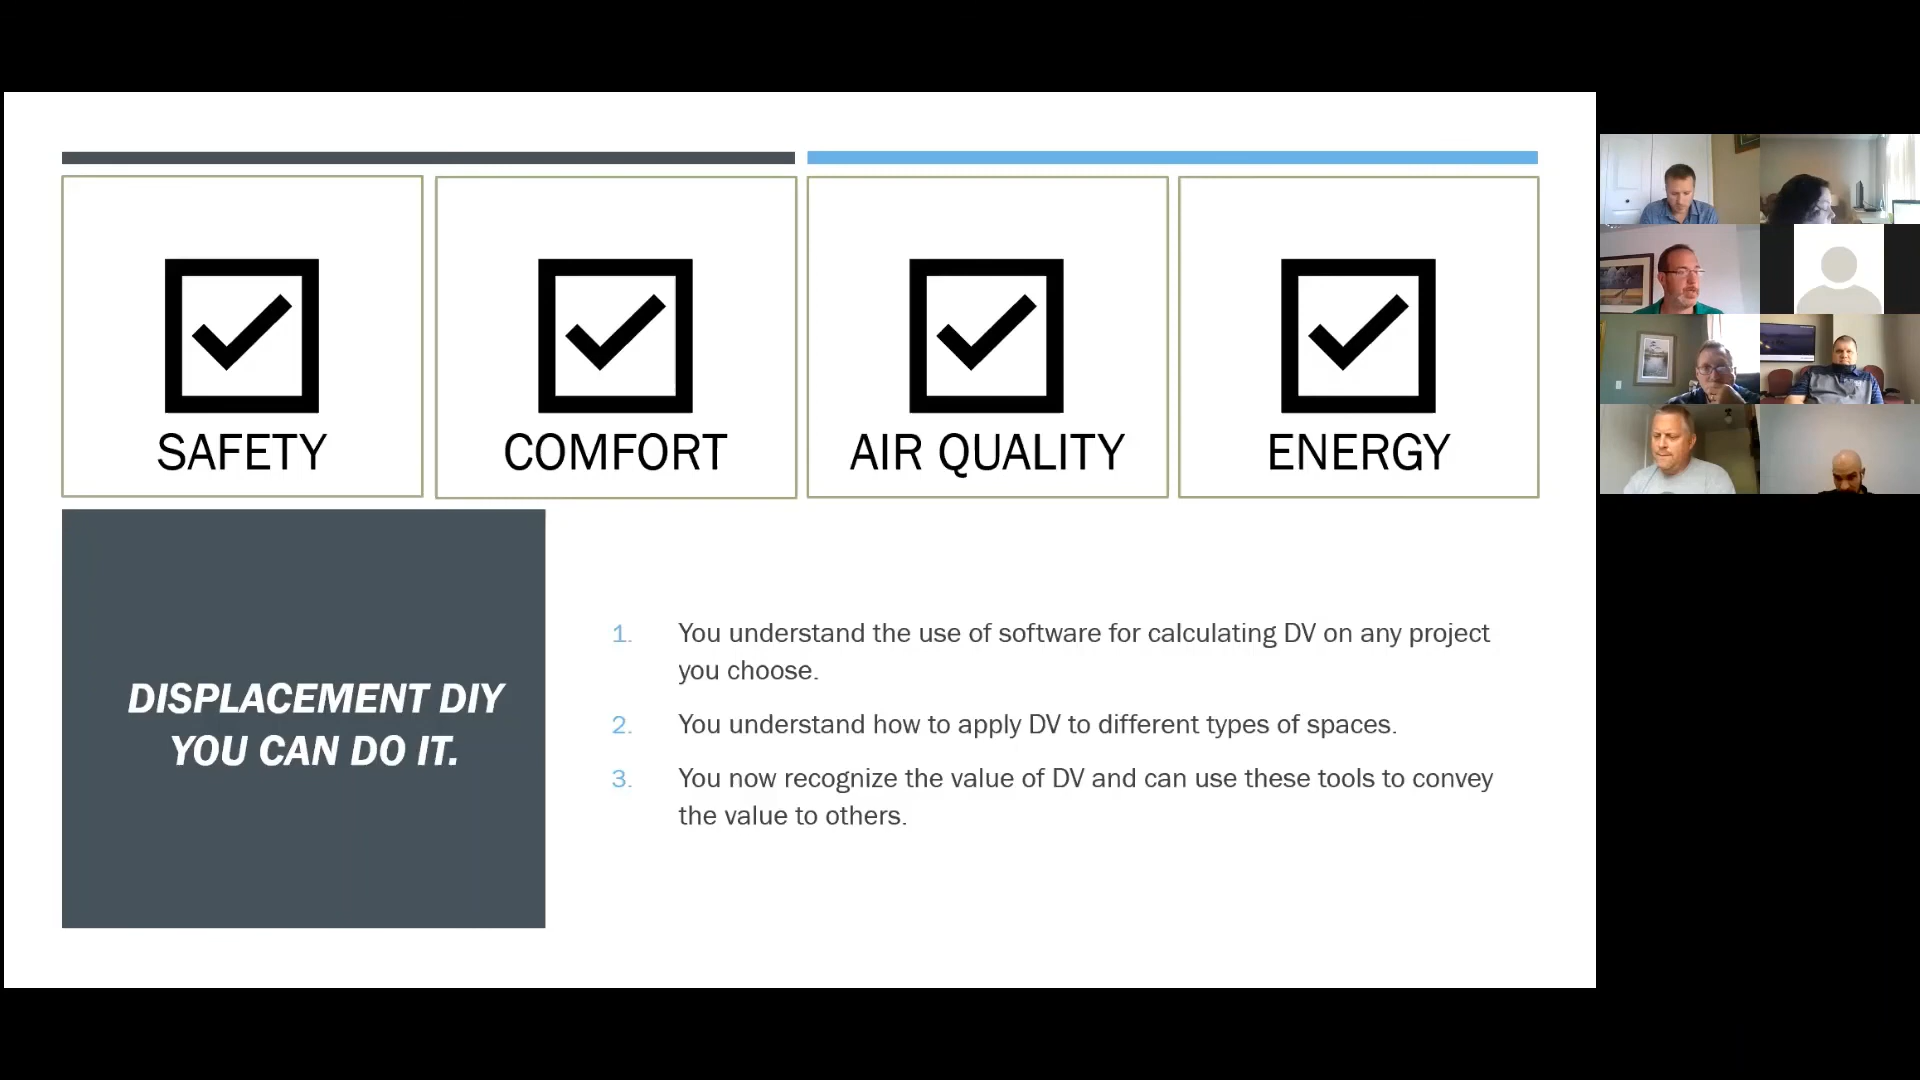 SAFETY
COMFORT
AIR QUALITY
ENERGY
DISPLACEMENT DIY
YOU CAN DO IT.
1. You understand the use of software for calculating DV on any project
you choose.
2. You understand how to apply DV to different types of spaces.
3. You now recognize the value of DV and can use these tools to convey
the value to others.